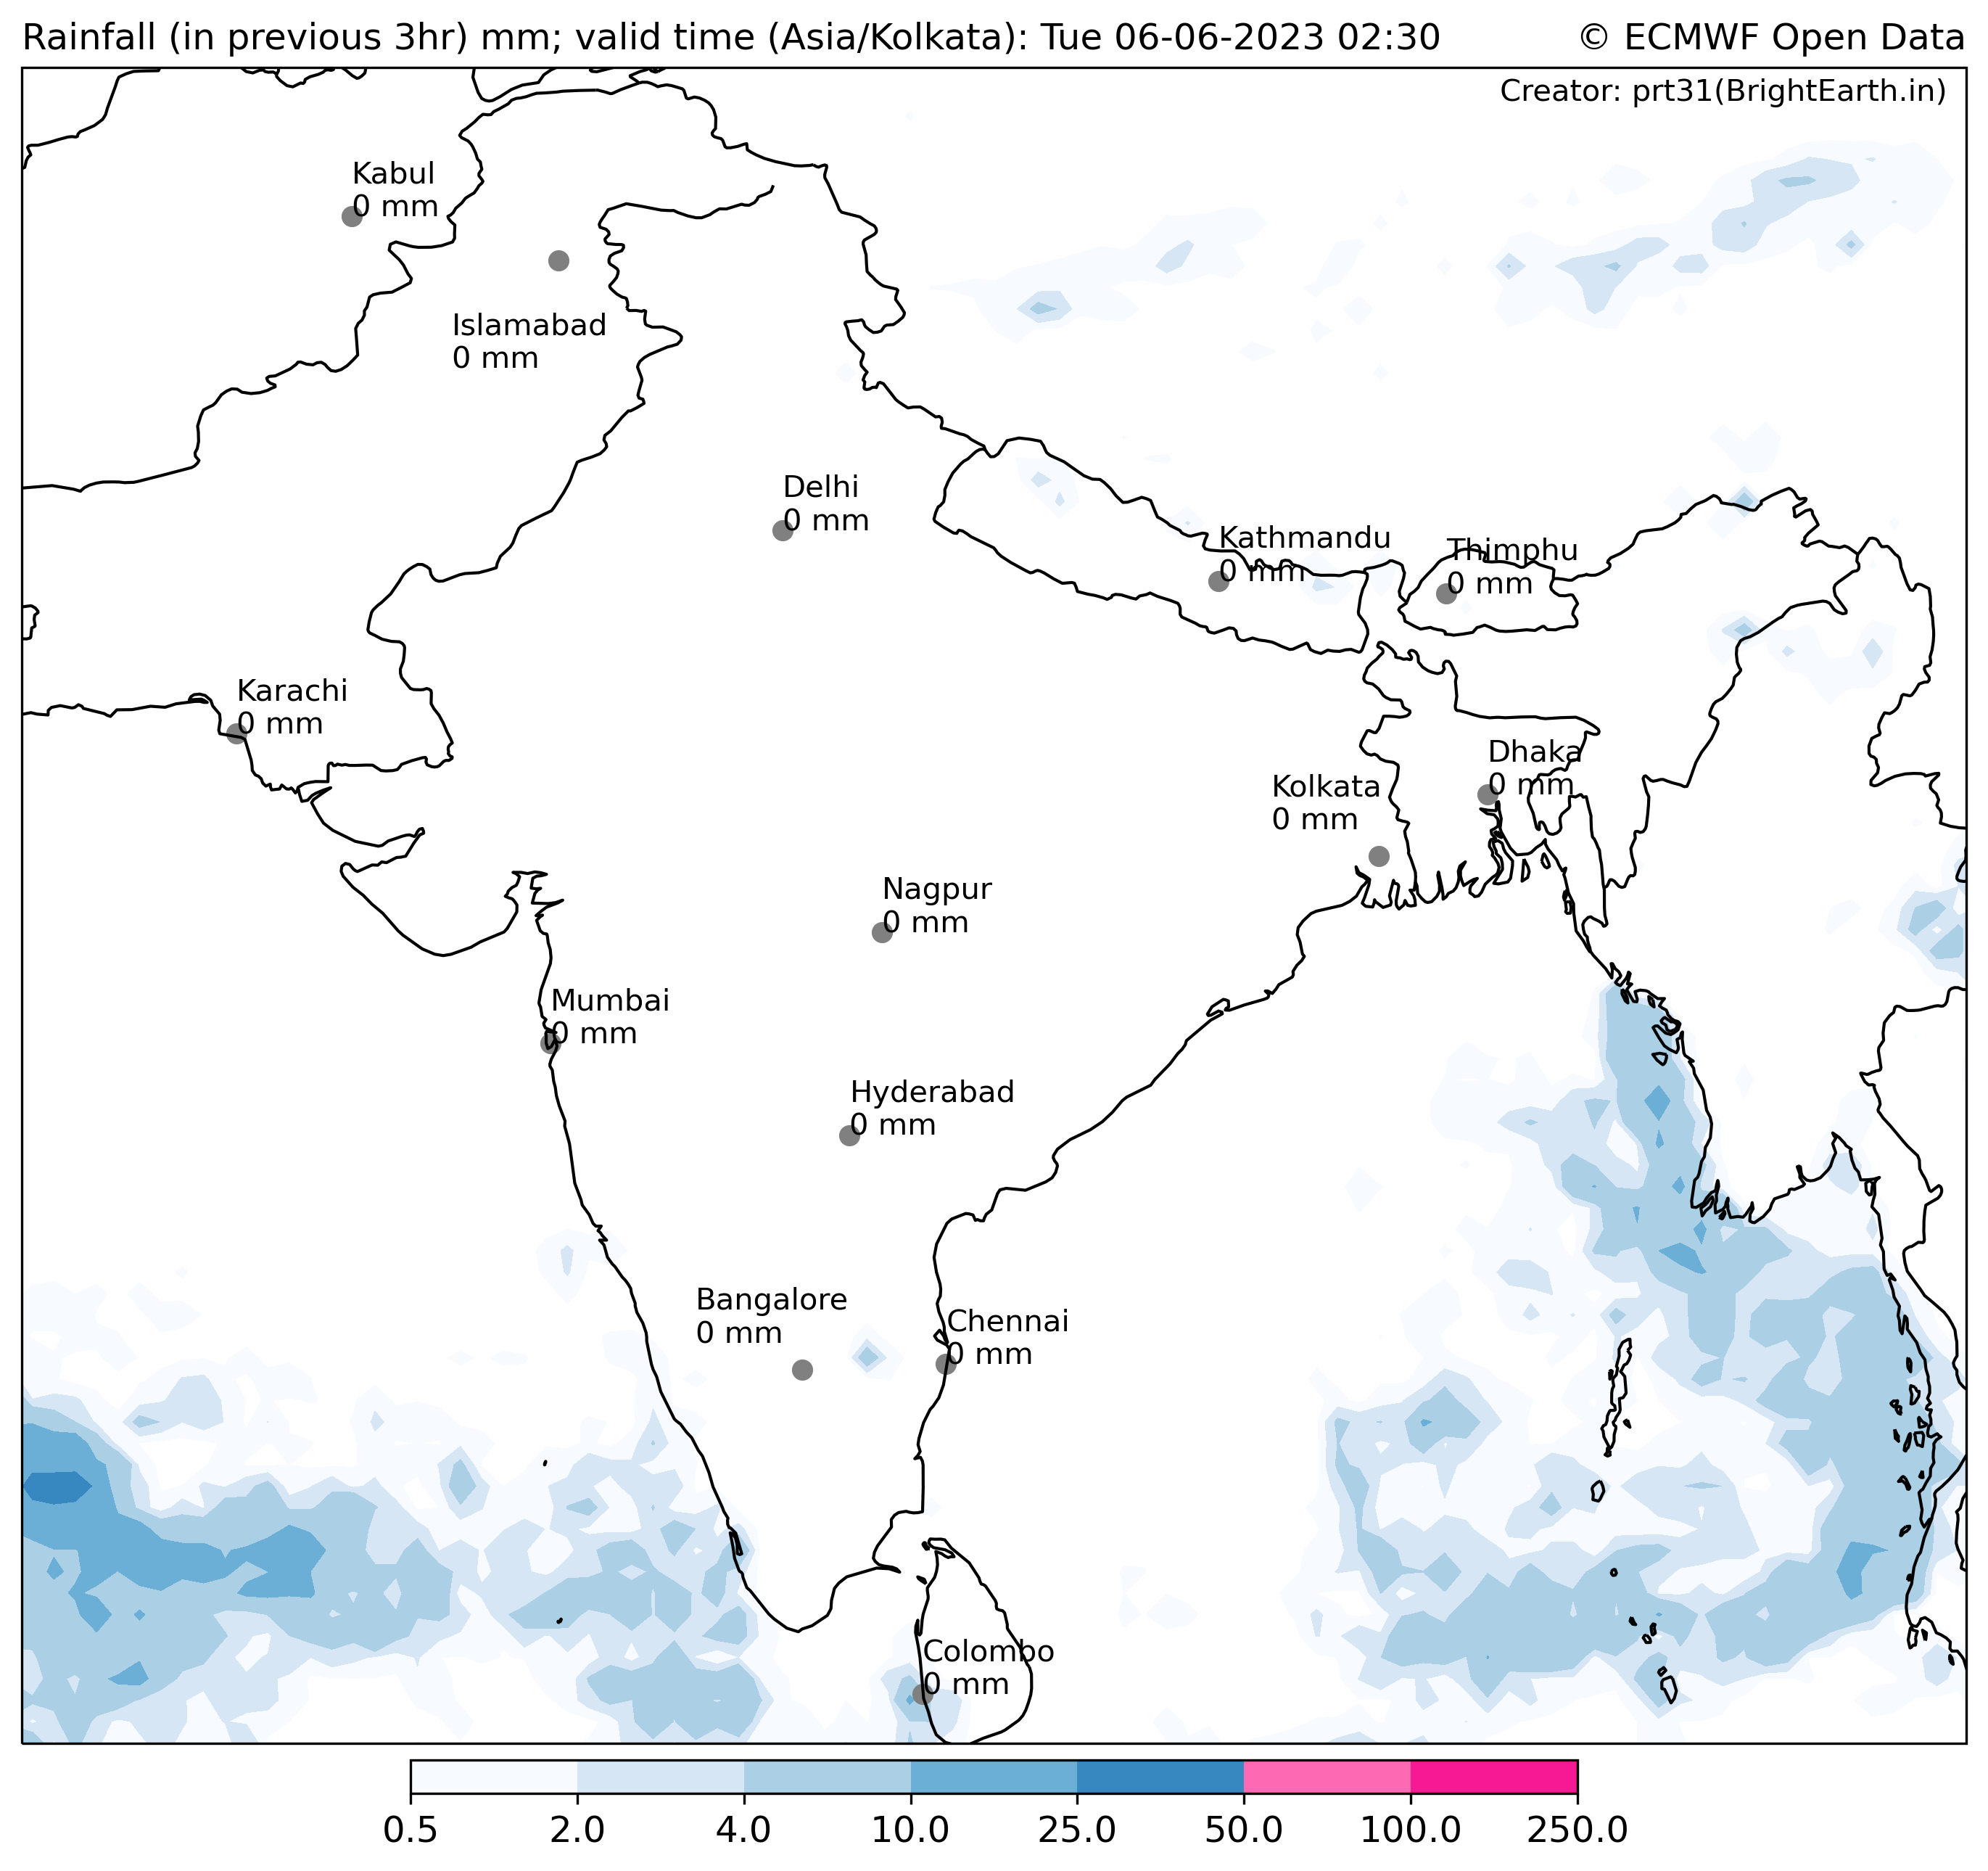 Rainfall (in previous 3hr) mm; valid time (Asia/Kolkata): Tue 06-06-2023 02:30
© ECMWF Open Data
Creator: prt31(BrightEarth.in)
Kabul
0 mm
Islamabad
0 mm
Delhi
0 mm
Kathmandu
0 mm
Thimphu
0 mm
Karachi
0 mm
Dhaka
0 mm
Kolkata
0 mm
Nagpur
0 mm
Mumbai
0 mm
Hyderabad
0 mm
Bangalore
0 mm
Chennai
0 mm
Colombo
0 mm
0.5 2.0 4.0 10.0 25.0 50.0 100.0 250.0